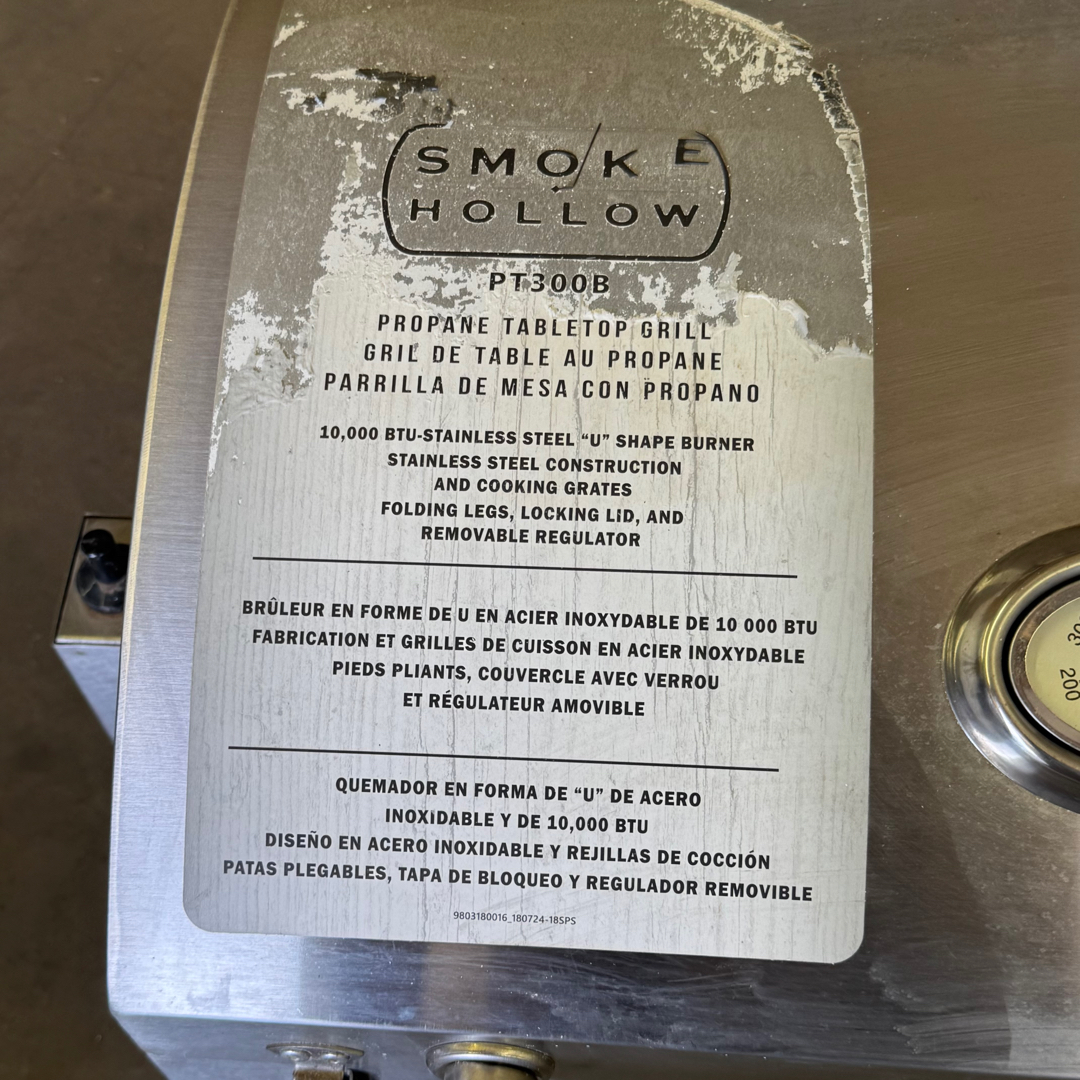 SMOKE
HOLLOW
PT300B
PROPANE TABLETOP GRILL
GRIL DE TABLE AU PROPANE
PARRILLA DE MESA CON PROPANO
10,000 BTU-STAINLESS STEEL “U” SHAPE BURNER
STAINLESS STEEL CONSTRUCTION
AND COOKING GRATES
FOLDING LEGS, LOCKING LID, AND
REMOVABLE REGULATOR
BRÛLEUR EN FORME DE U EN ACIER INOXYDABLE DE 10 000 BTU
FABRICATION ET GRILLES DE CUISSON EN ACIER INOXYDABLE
PIEDS PLIANTS, COUVERCLE AVEC VERROU
ET RÉGULATEUR AMOVIBLE
QUEMADOR EN FORMA DE “U” DE ACERO
INOXIDABLE Y DE 10,000 BTU
DISEÑO EN ACERO INOXIDABLE Y REJILLAS DE COCCIÓN
PATAS PLEGABLES, TAPA DE BLOQUEO Y REGULADOR REMOVIBLE
9803180016_180724-18SPS
200